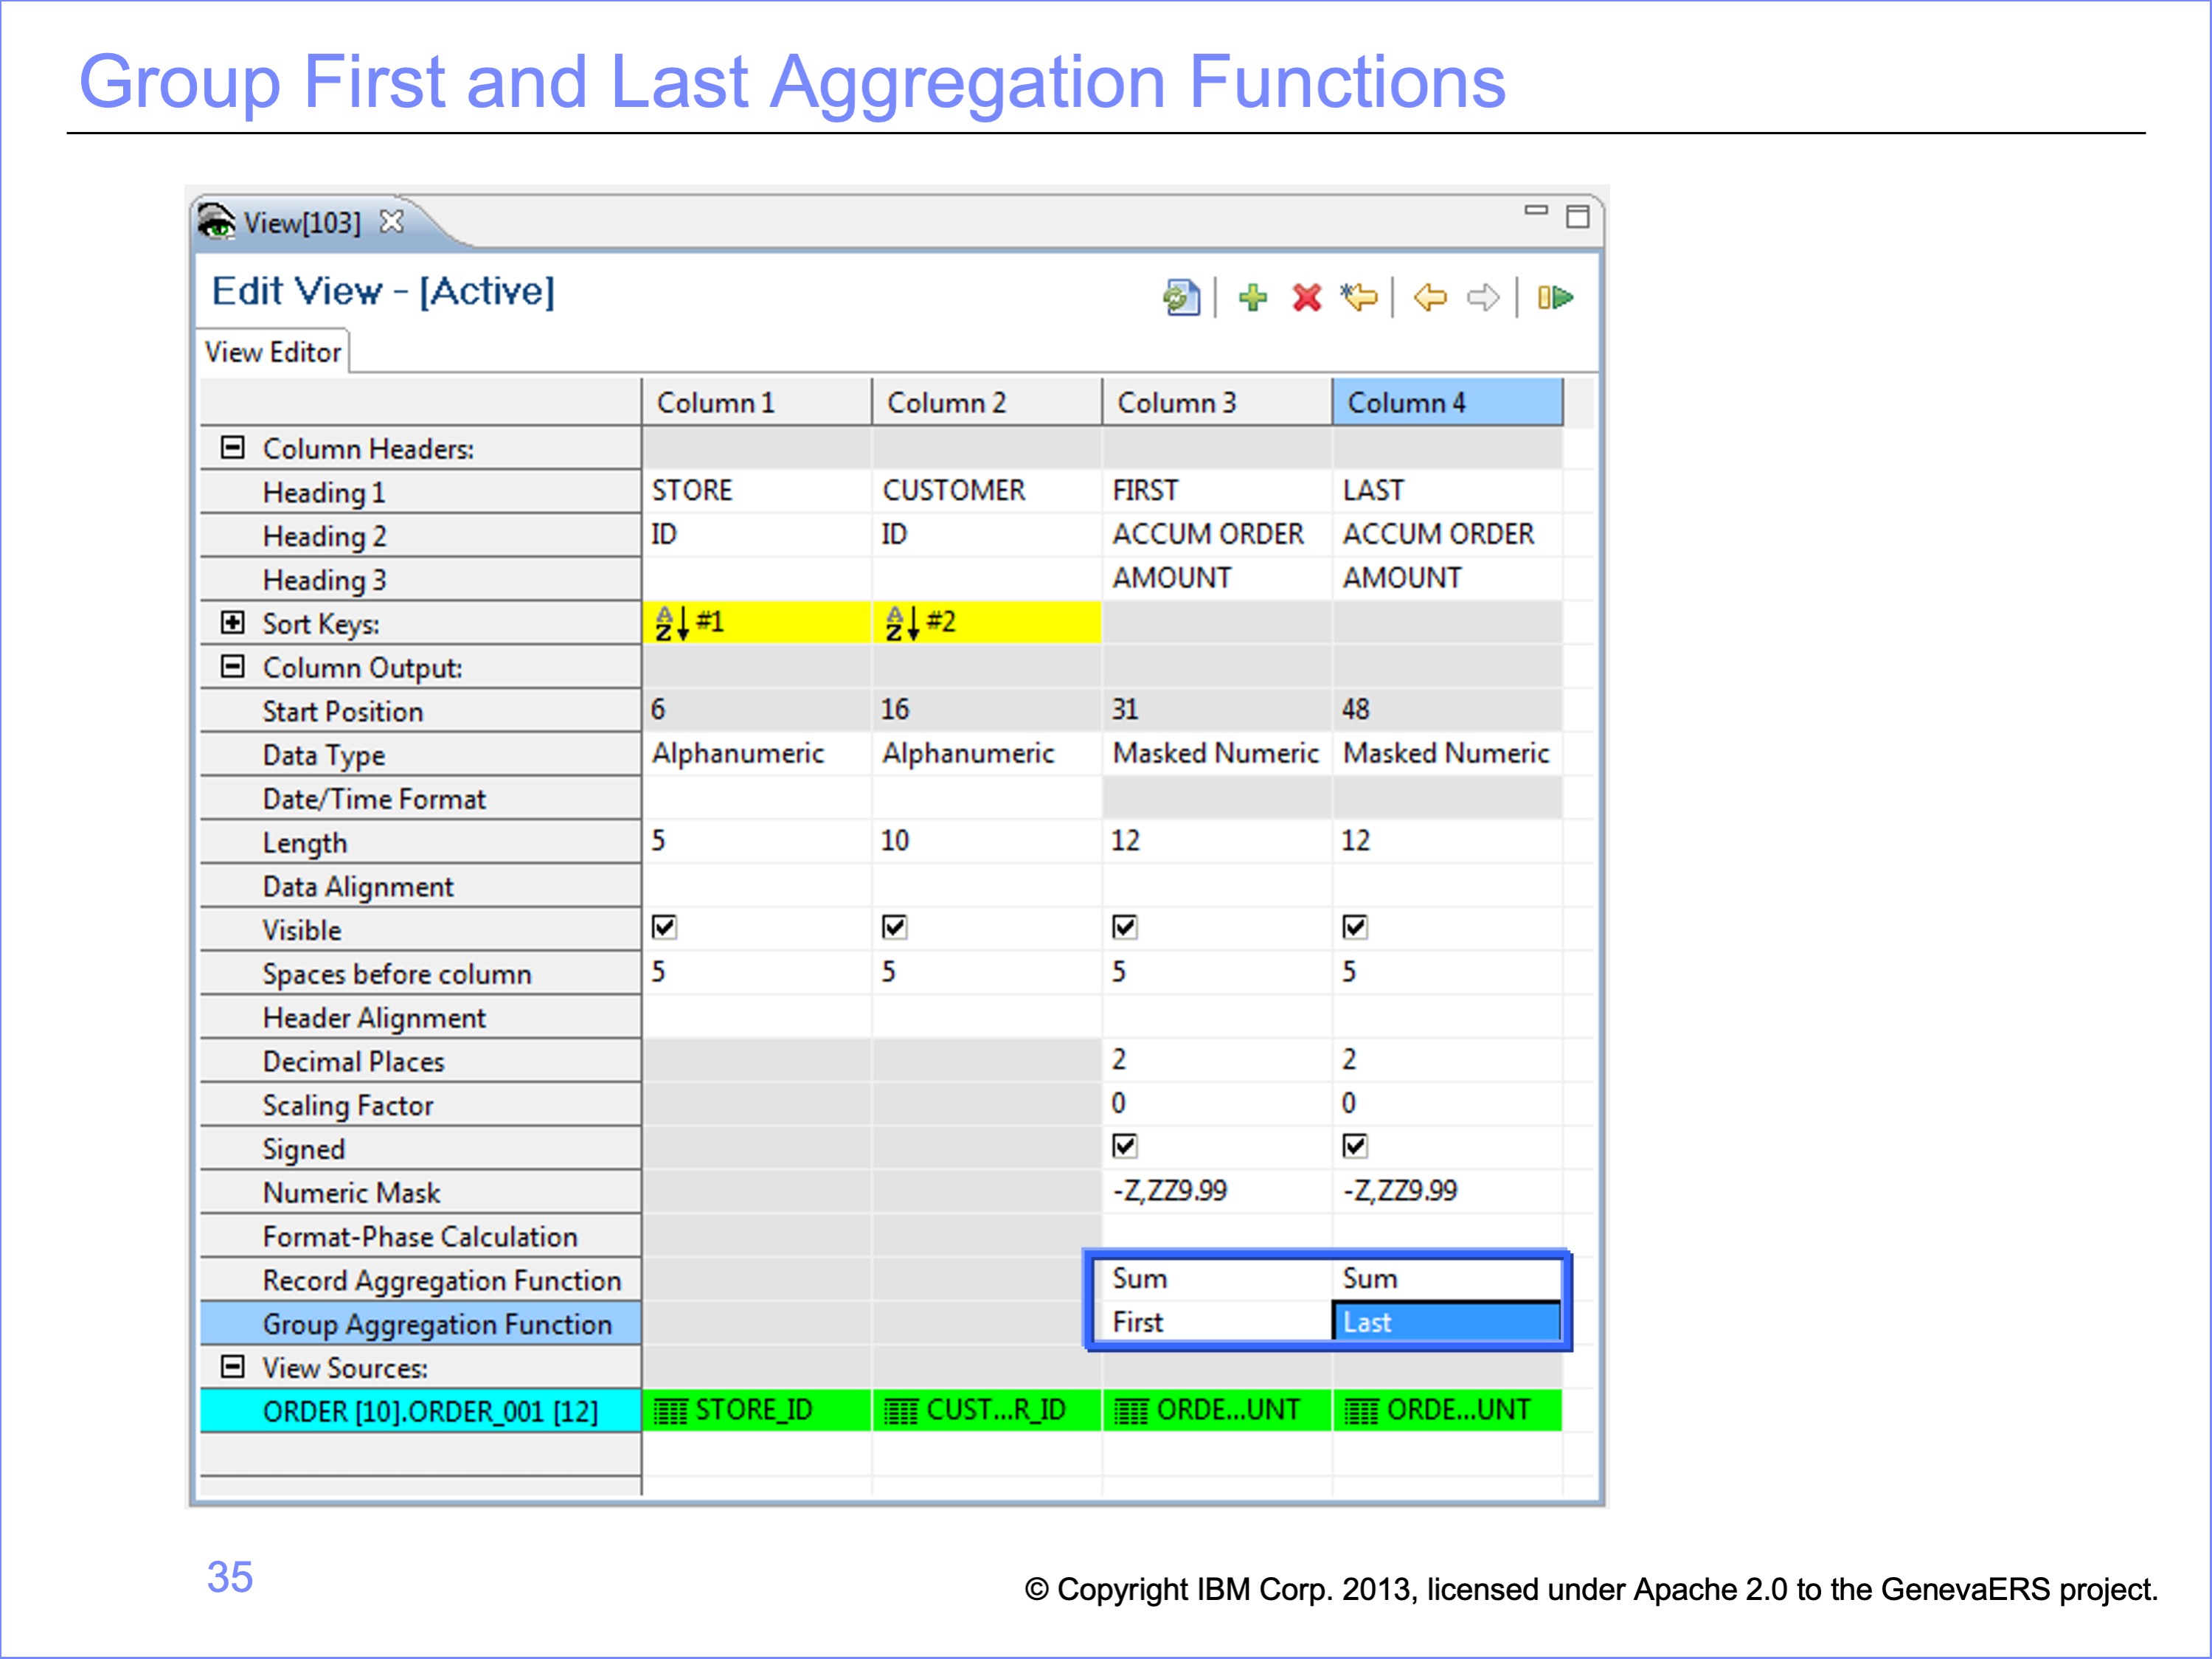 Group First and Last Aggregation Functions
View[103]
Edit View - [Active]
View Editor
Column 1 Column 2 Column 3 Column 4
Column Headers:
Heading 1 STORE CUSTOMER FIRST LAST
Heading 2 ID ID ACCUM ORDER ACCUM ORDER
Heading 3 AMOUNT AMOUNT
Sort Keys: AZ #1 AZ #2
Column Output:
Start Position 6 16 31 48
Data Type Alphanumeric Alphanumeric Masked Numeric Masked Numeric
Date/Time Format
Length 5 10 12 12
Data Alignment
Visible
Spaces before column 5 5 5 5
Header Alignment
Decimal Places 2 2
Scaling Factor 0 0
Signed
Numeric Mask -Z,ZZ9.99 -Z,ZZ9.99
Format-Phase Calculation
Record Aggregation Function Sum Sum
Group Aggregation Function First Last
View Sources:
ORDER [10].ORDER_001 [12] STORE_ID CUST...R_ID ORDE...UNT ORDE...UNT
35
© Copyright IBM Corp. 2013, licensed under Apache 2.0 to the GenevaERS project.